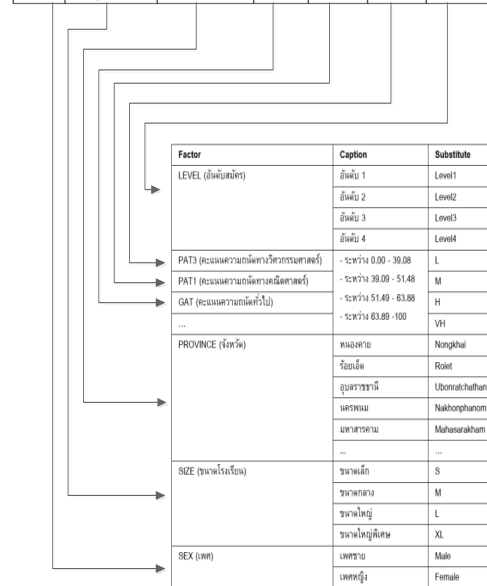 Factor Caption Substitute
LEVEL (อันดับสมัคร) อันดับ 1 Level1
อันดับ 2 Level2
อันดับ 3 Level3
อันดับ 4 Level4
PAT3 (คะแนนความถนัดทางวิศวกรรมศาสตร์) - ระหว่าง 0.00 - 39.08 L
PAT1 (คะแนนความถนัดทางคณิตศาสตร์) - ระหว่าง 39.09 - 51.48 M
GAT (คะแนนความถนัดทั่วไป) - ระหว่าง 51.49 - 63.88 H
... - ระหว่าง 63.89 -100 VH
PROVINCE (จังหวัด) หนองคาย Nongkhai
ร้อยเอ็ด Roiet
อุบลราชธานี Ubonratchathan
นครพนม Nakhonphanom
มหาสารคาม Mahasarakham
... ...
SIZE (ขนาดโรงเรียน) ขนาดเล็ก S
ขนาดกลาง M
ขนาดใหญ่ L
ขนาดใหญ่พิเศษ XL
SEX (เพศ) เพศชาย Male
เพศหญิง Female